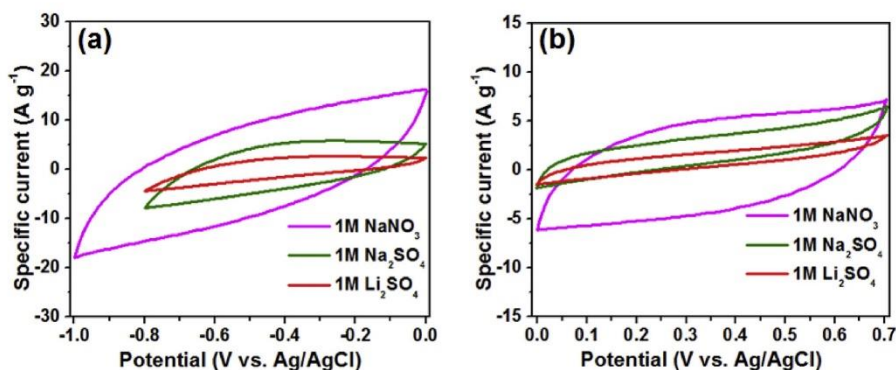 (a)
Specific current (A g⁻¹)
30
20
10
0
-10
-20
-30
1M NaNO₃
1M Na₂SO₄
1M Li₂SO₄
-1.0 -0.8 -0.6 -0.4 -0.2 0.0
Potential (V vs. Ag/AgCl)
(b)
Specific current (A g⁻¹)
15
10
5
0
-5
-10
-15
1M NaNO₃
1M Na₂SO₄
1M Li₂SO₄
0.0 0.1 0.2 0.3 0.4 0.5 0.6 0.7
Potential (V vs. Ag/AgCl)